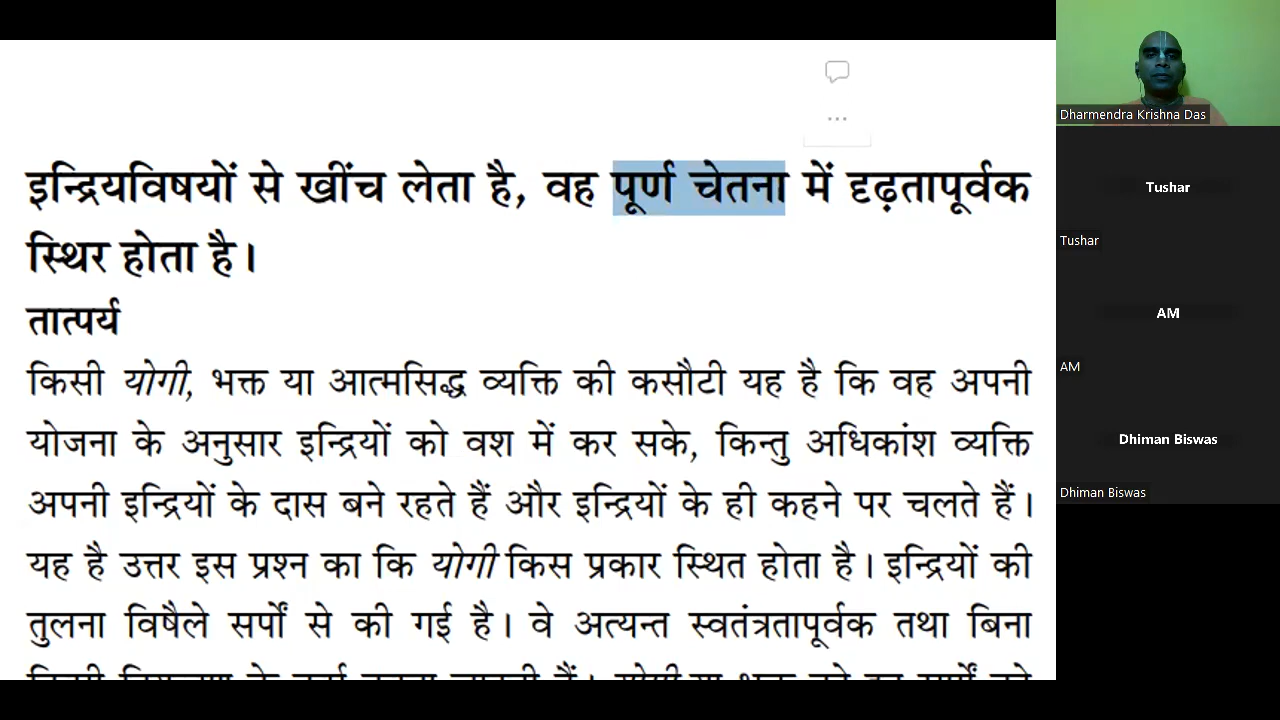 इन्द्रियविषयों से खींच लेता है, वह पूर्ण चेतना में दृढ़तापूर्वक
स्थिर होता है।
तात्पर्य
किसी योगी, भक्त या आत्मसिद्ध व्यक्ति की कसौटी यह है कि वह अपनी
योजना के अनुसार इन्द्रियों को वश में कर सके, किन्तु अधिकांश व्यक्ति
अपनी इन्द्रियों के दास बने रहते हैं और इन्द्रियों के ही कहने पर चलते हैं।
यह है उत्तर इस प्रश्न का कि योगी किस प्रकार स्थित होता है। इन्द्रियों की
तुलना विषैले सर्पों से की गई है। वे अत्यन्त स्वतंत्रतापूर्वक तथा बिना
Dharmendra Krishna Das
Tushar
Tushar
AM
AM
Dhiman Biswas
Dhiman Biswas